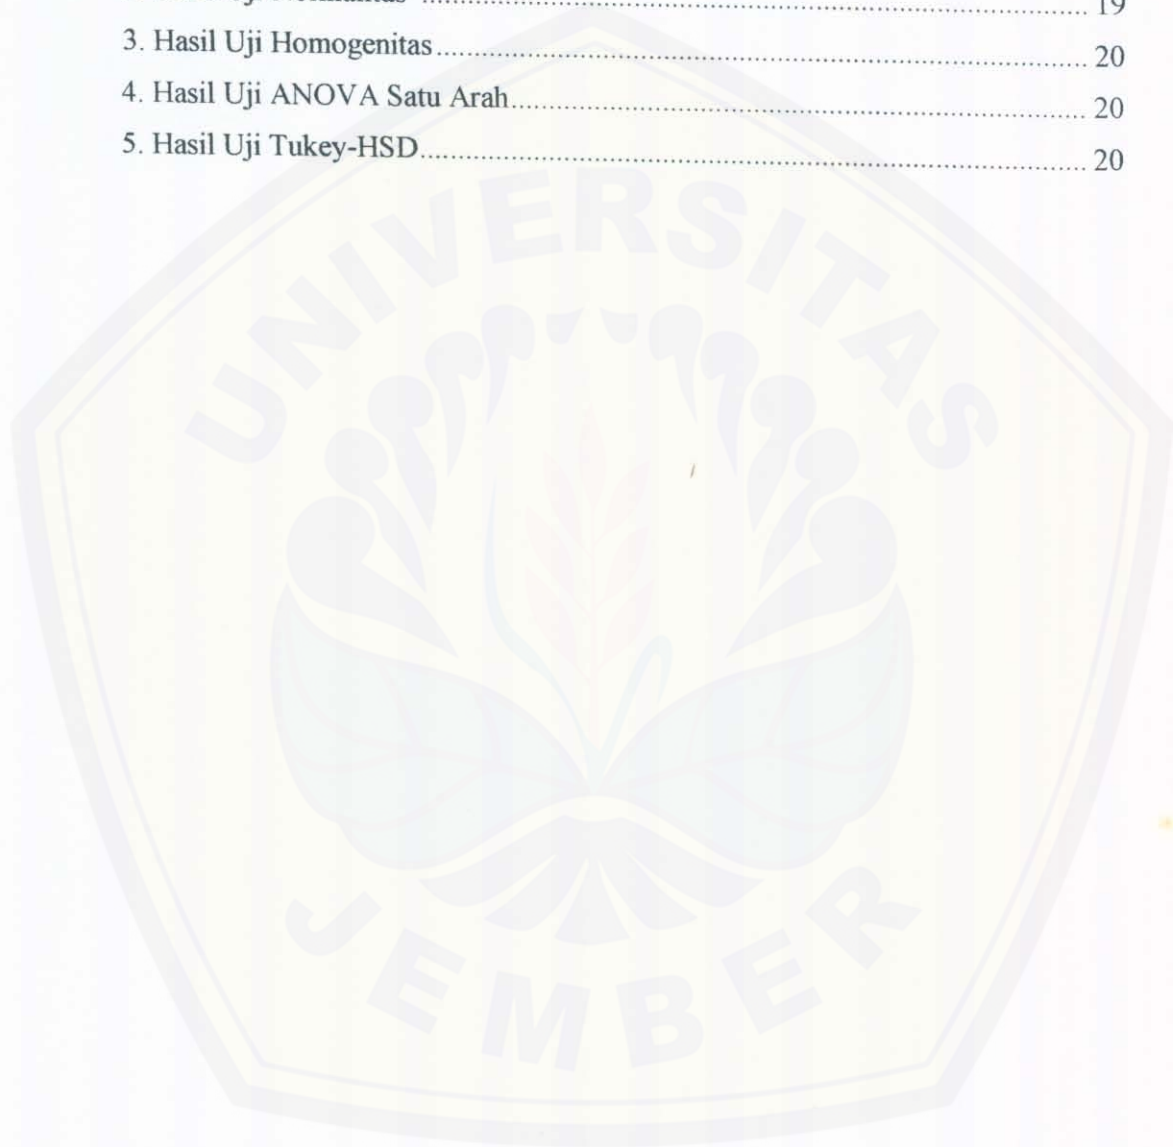 19
3. Hasil Uji Homogenitas........................ 20
4. Hasil Uji ANOVA Satu Arah........................ 20
5. Hasil Uji Tukey-HSD........................ 20
UNIVERSITAS
JEMBER